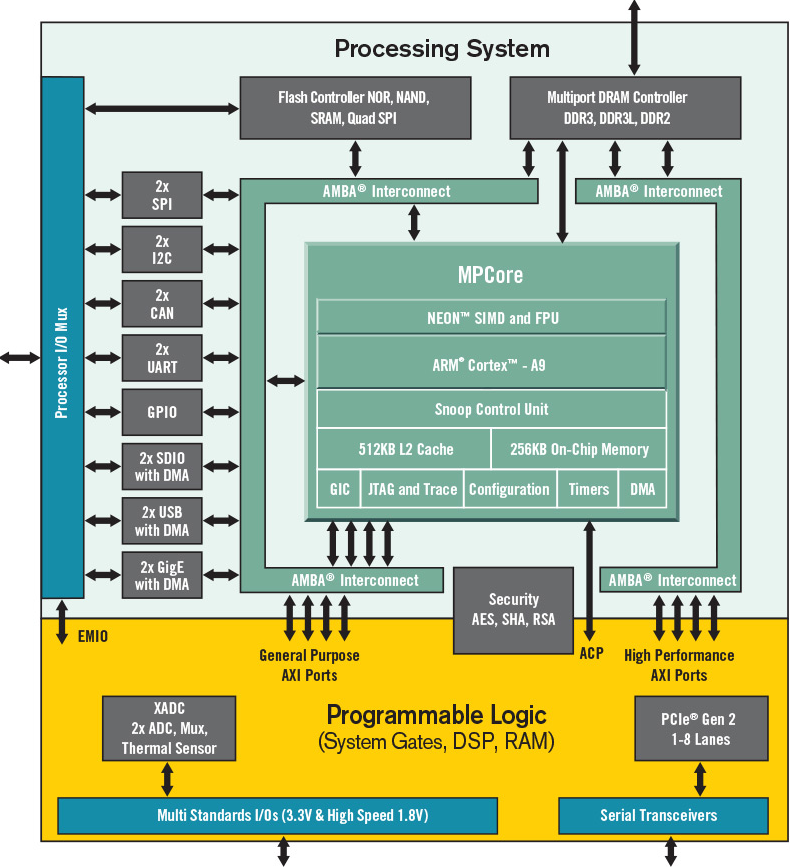 Processing System
Flash Controller NOR, NAND,
SRAM, Quad SPI
Multiport DRAM Controller
DDR3, DDR3L, DDR2
AMBA® Interconnect
AMBA® Interconnect
2x
SPI
2x
I2C
2x
CAN
2x
UART
GPIO
2x SDIO
with DMA
2x USB
with DMA
2x GigE
with DMA
Processor I/O Mux
MPCore
NEON™ SIMD and FPU
ARM® Cortex™ - A9
Snoop Control Unit
512KB L2 Cache
256KB On-Chip Memory
GIC
JTAG and Trace
Configuration
Timers
DMA
AMBA® Interconnect
AMBA® Interconnect
Security
AES, SHA, RSA
EMIO
General Purpose
AXI Ports
ACP
High Performance
AXI Ports
XADC
2x ADC, Mux,
Thermal Sensor
Programmable Logic
(System Gates, DSP, RAM)
PCIe® Gen 2
1-8 Lanes
Multi Standards I/Os (3.3V & High Speed 1.8V)
Serial Transceivers